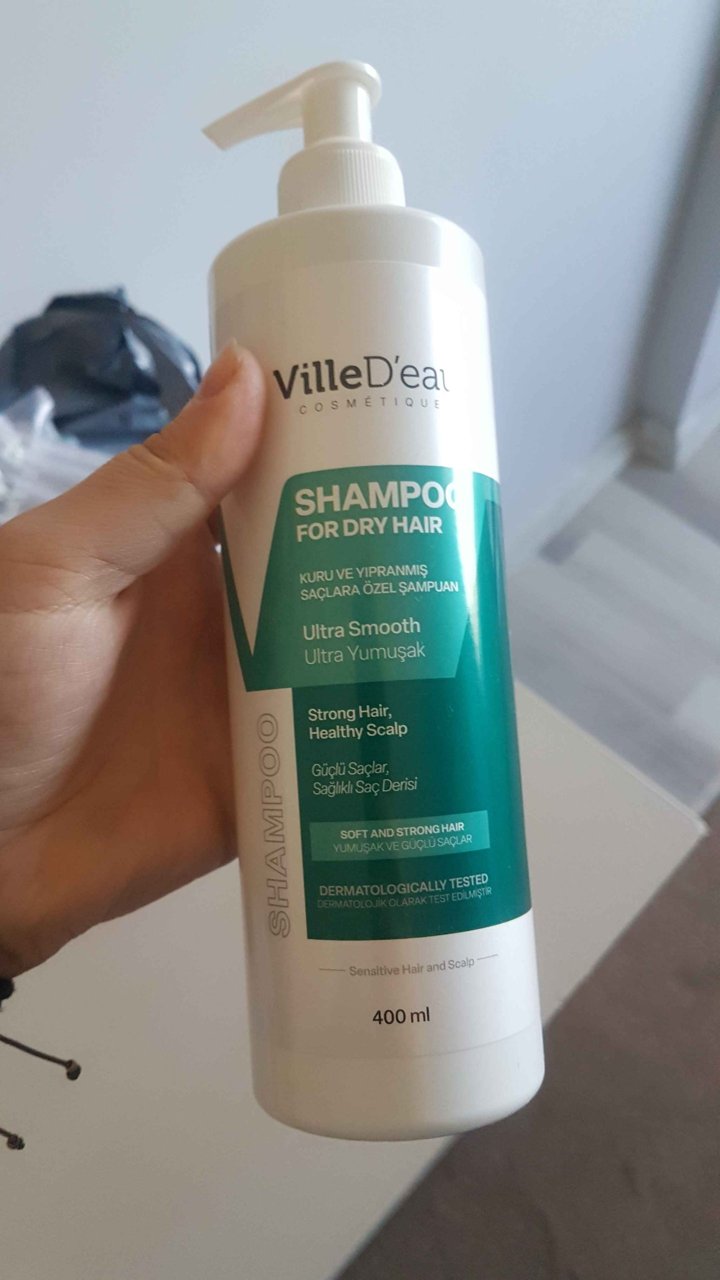 VilleD'eau
COSMÉTIQUE
SHAMPOO
FOR DRY HAIR
KURU VE YIPRANMIŞ
SAÇLARA ÖZEL ŞAMPUAN
Ultra Smooth
Ultra Yumuşak
Strong Hair,
Healthy Scalp
Güçlü Saçlar,
Sağlıklı Saç Derisi
SOFT AND STRONG HAIR
YUMUŞAK VE GÜÇLÜ SAÇLAR
DERMATOLOGICALLY TESTED
DERMATOLOJİK OLARAK TEST EDİLMİŞTİR
SHAMPOO
Sensitive Hair and Scalp
400 ml